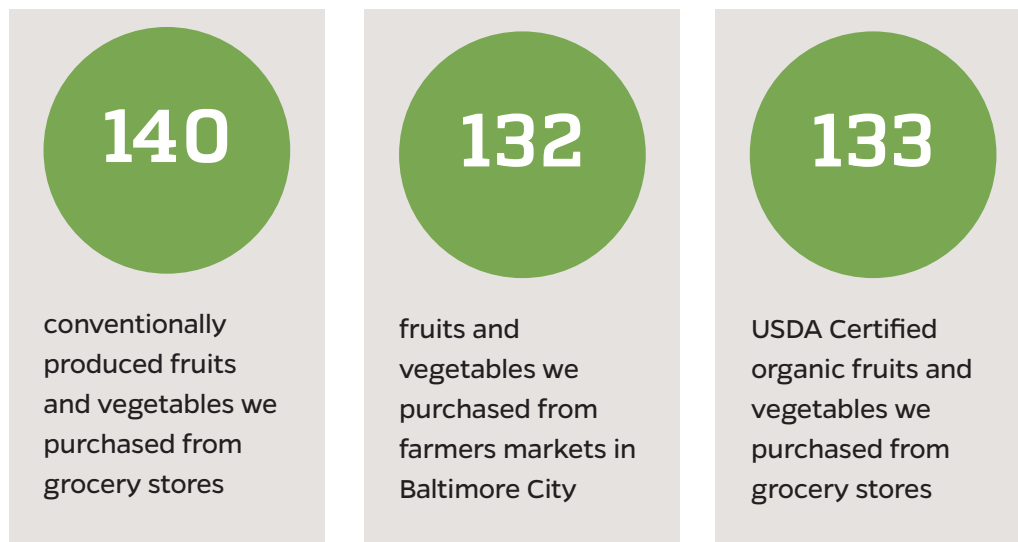 140
conventionally
produced fruits
and vegetables we
purchased from
grocery stores
132
fruits and
vegetables we
purchased from
farmers markets in
Baltimore City
133
USDA Certified
organic fruits and
vegetables we
purchased from
grocery stores